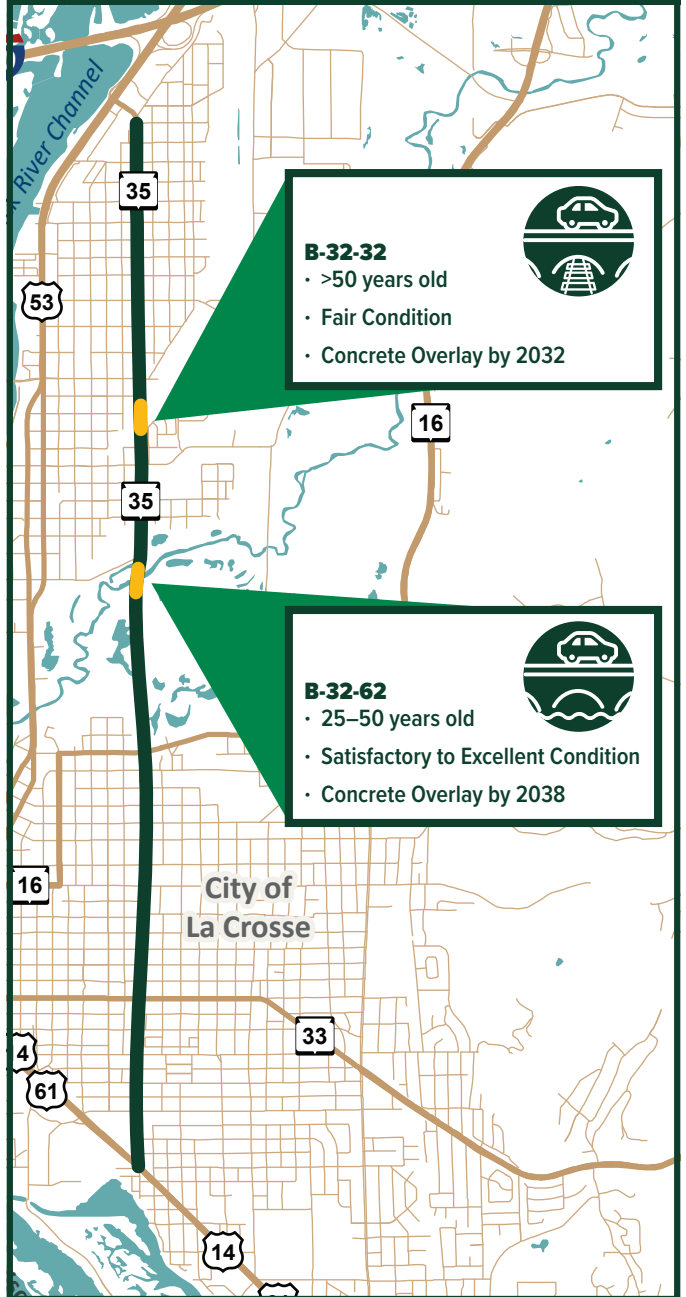 River Channel
35
53
B-32-32
· >50 years old
· Fair Condition
· Concrete Overlay by 2032
16
35
B-32-62
· 25–50 years old
· Satisfactory to Excellent Condition
· Concrete Overlay by 2038
16
City of
La Crosse
33
4
61
14